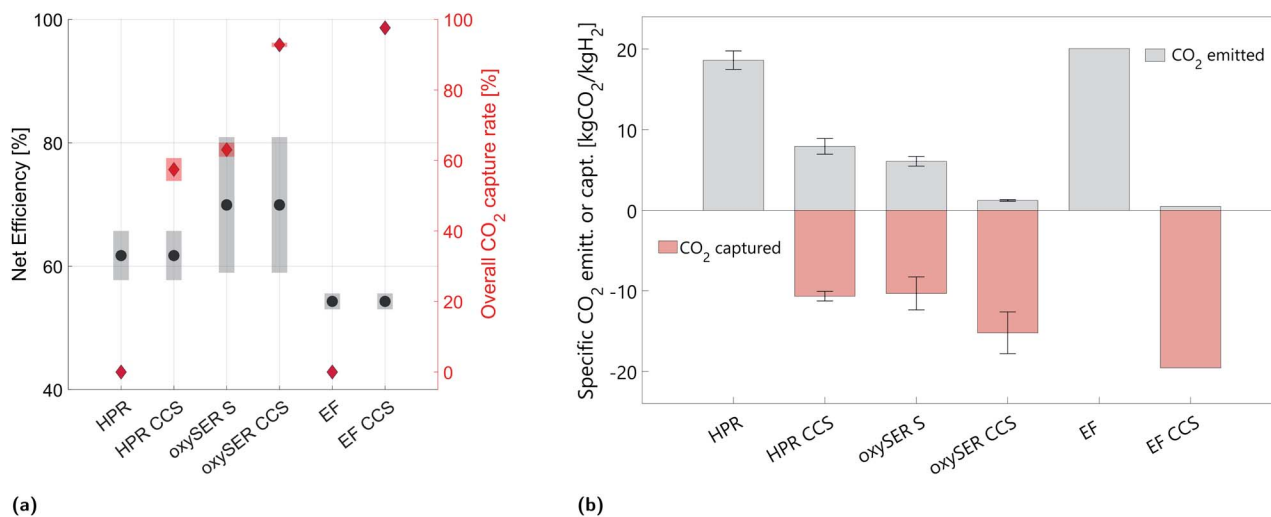 100
80
60
40
Net Efficiency [%]
100
80
60
40
20
0
Overall CO₂ capture rate [%]
HPR
HPR CCS
oxySER S
oxySER CCS
EF
EF CCS
(a)
Specific CO₂ emitt. or capt. [kgCO₂/kgH₂]
20
10
0
-10
-20
CO₂ emitted
CO₂ captured
HPR
HPR CCS
oxySER S
oxySER CCS
EF
EF CCS
(b)